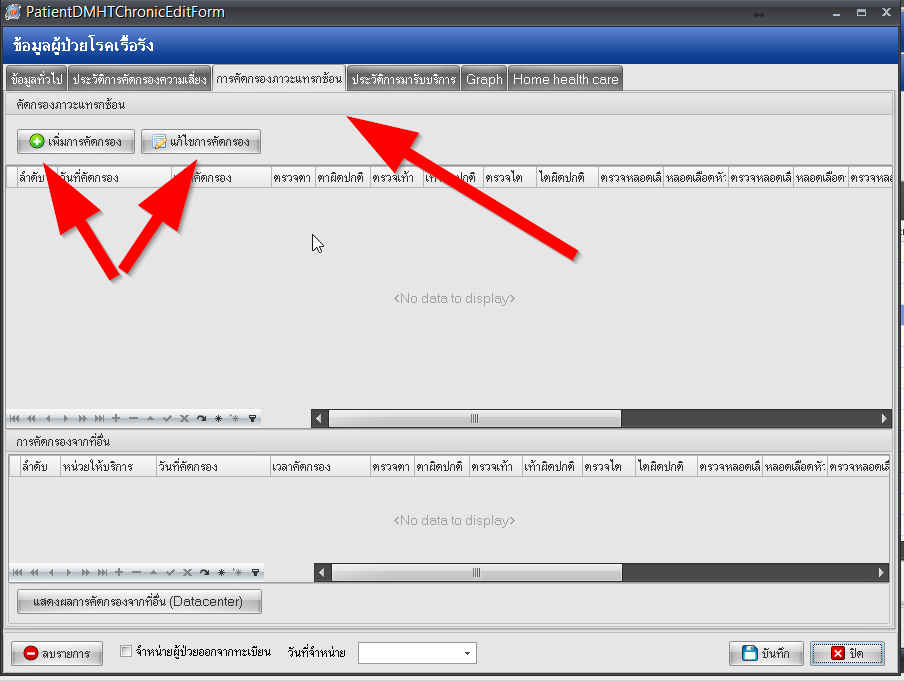 PatientDMHTChronicEditForm
ข้อมูลผู้ป่วยโรคเรื้อรัง
ข้อมูลทั่วไป ประวัติการคัดกรองความเสี่ยง การคัดกรองภาวะแทรกซ้อน ประวัติการมารับบริการ Graph Home health care
คัดกรองภาวะแทรกซ้อน
เพิ่มการคัดกรอง แก้ไขการคัดกรอง
ลำดับ วันที่คัดกรอง คัดกรอง ตรวจตา ตาผิดปกติ ตรวจเท้า ตรวจไต ไตผิดปกติ ตรวจหลอดเลื หลอดเลือดหัว ตรวจหลอดเลื หลอดเลือด ตรวจหลอ
<No data to display>
การคัดกรองจากที่อื่น
ลำดับ หน่วยให้บริการ วันที่คัดกรอง เวลาคัดกรอง ตรวจตา ตาผิดปกติ ตรวจเท้า เท้าผิดปกติ ตรวจไต ไตผิดปกติ ตรวจหลอดเลื หลอดเลือดหัว ตรวจหลอดเลื
<No data to display>
แสดงผลการคัดกรองจากที่อื่น (Datacenter)
ลบรายการ จำหน่ายผู้ป่วยออกจากทะเบียน วันที่จำหน่าย บันทึก ปิด